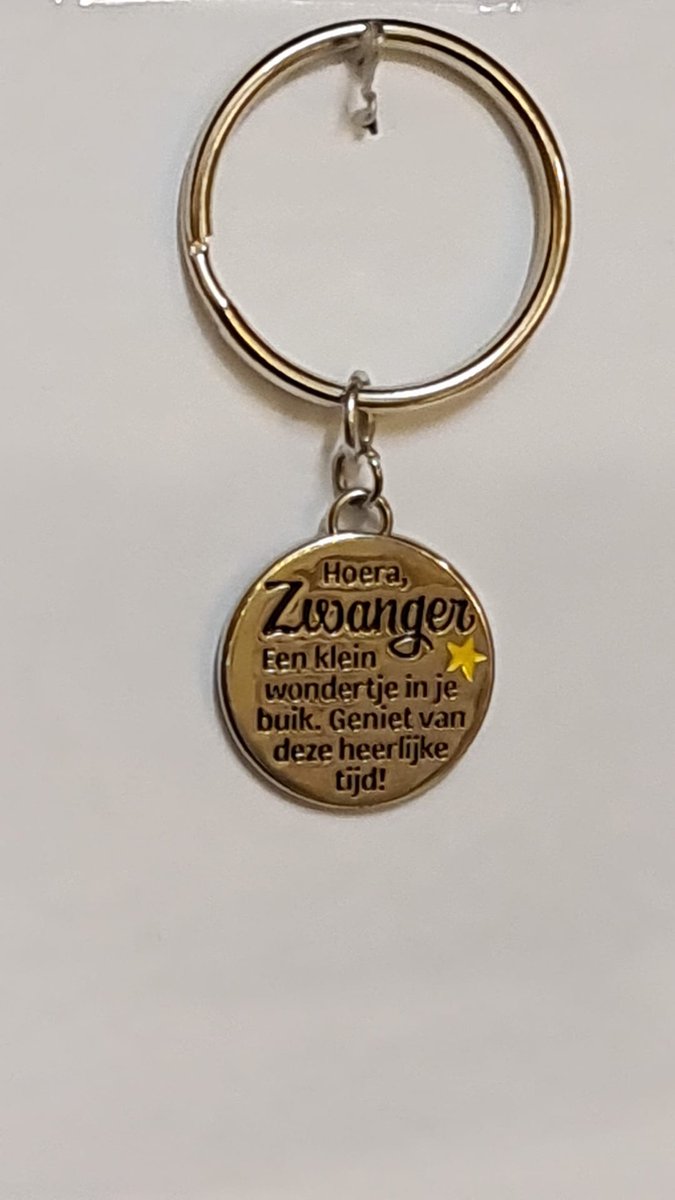 Hoera,
Zwanger
Een klein
wondertje in je
buik. Geniet van
deze heerlijke
tijd!